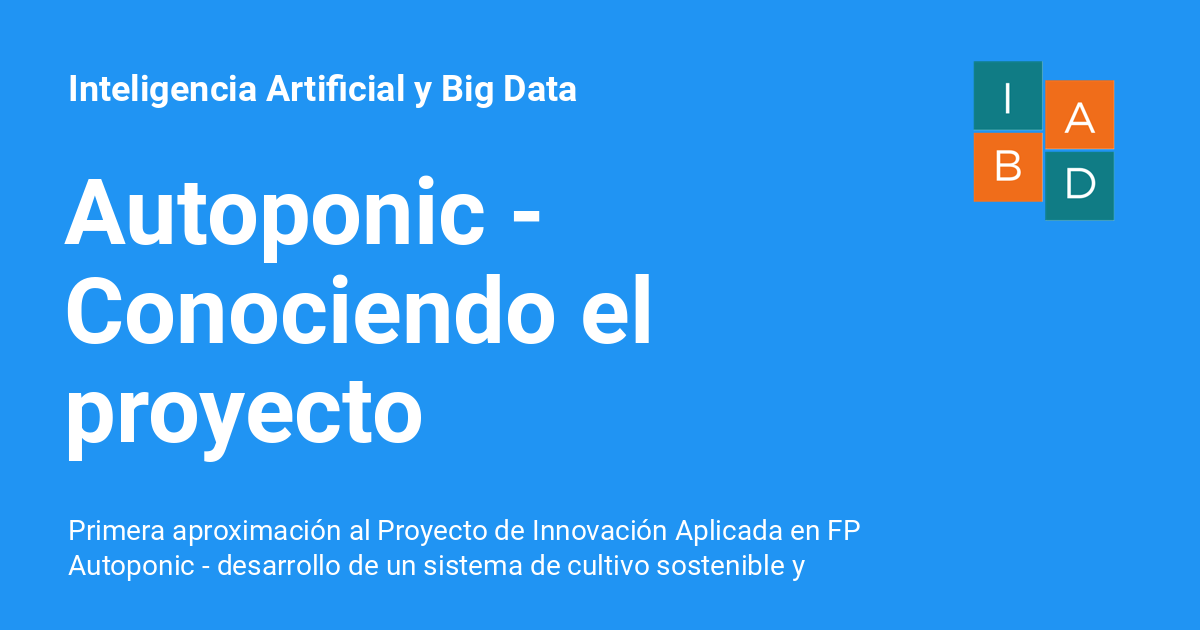 Inteligencia Artificial y Big Data
I
A
B
D
Autoponic -
Conociendo el
proyecto
Primera aproximación al Proyecto de Innovación Aplicada en FP
Autoponic - desarrollo de un sistema de cultivo sostenible y